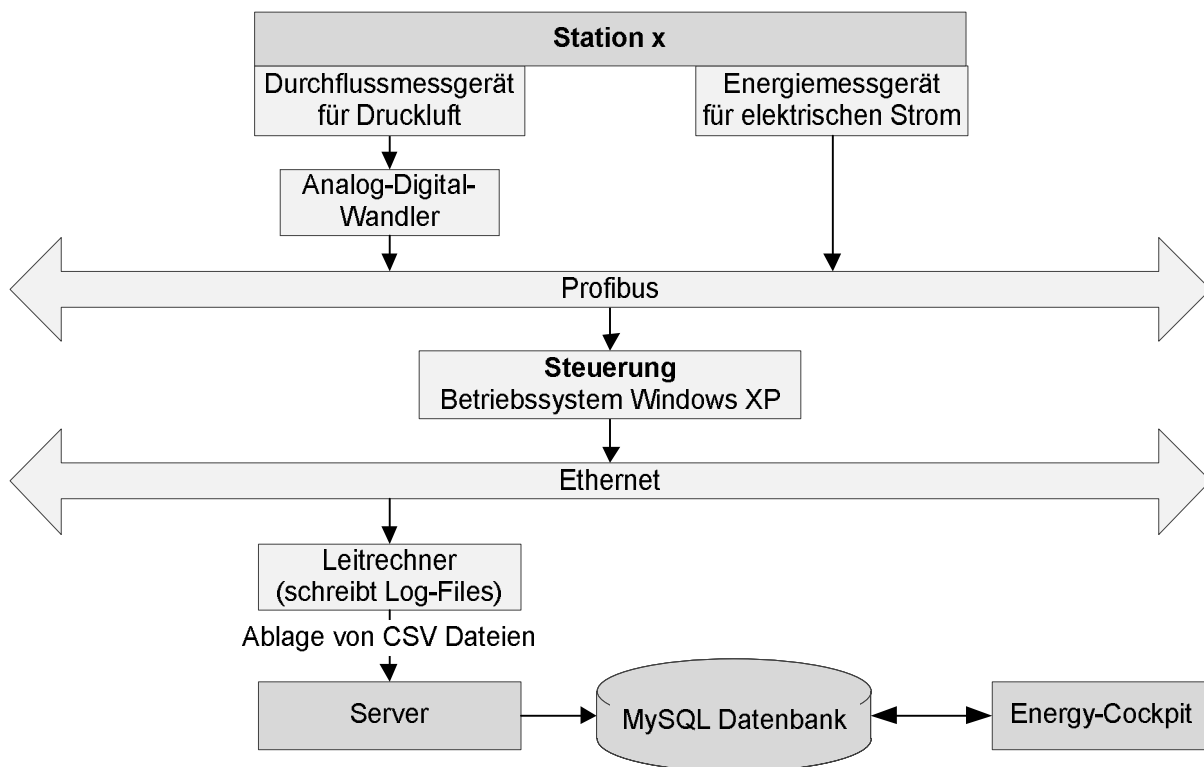 Station x
Durchflussmessgerät
für Druckluft
Energiemessgerät
für elektrischen Strom
Analog-Digital-
Wandler
Profibus
Steuerung
Betriebssystem Windows XP
Ethernet
Leitrechner
(schreibt Log-Files)
Ablage von CSV Dateien
Server
MySQL Datenbank
Energy-Cockpit